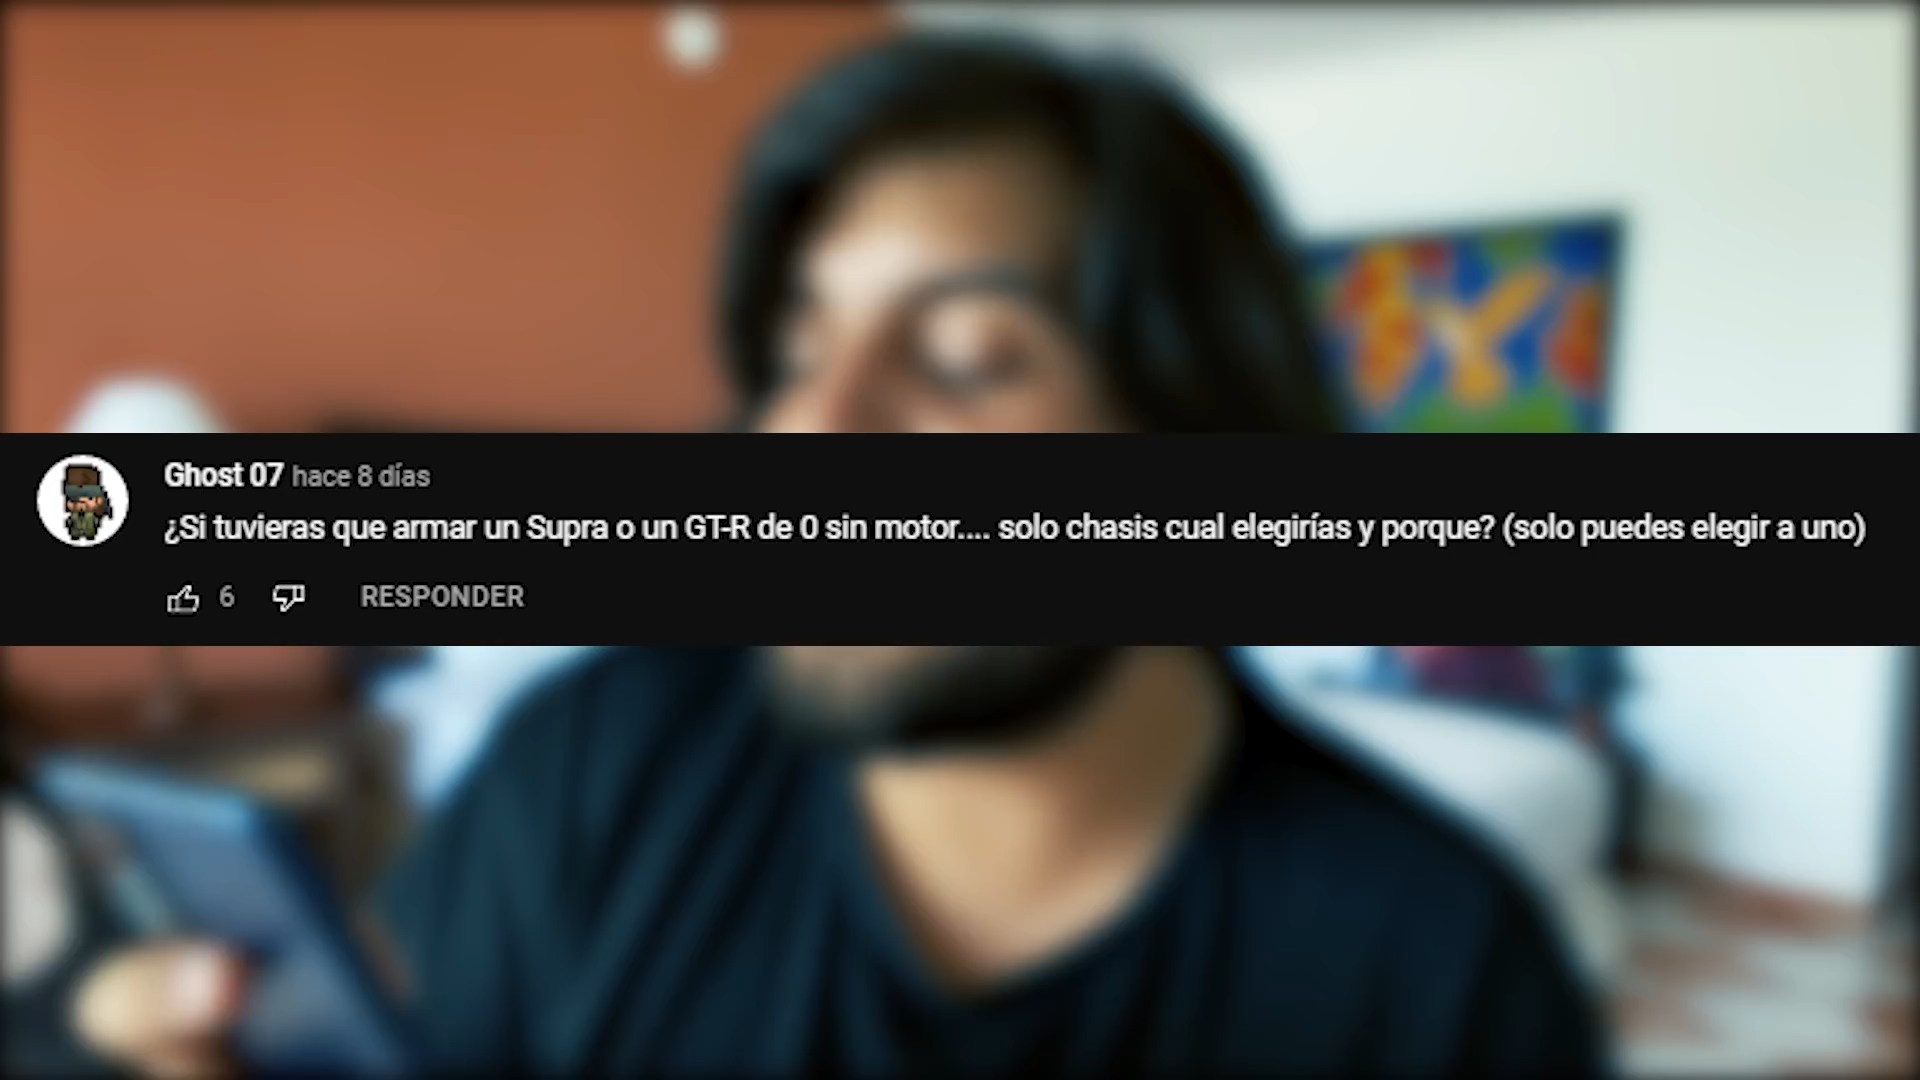 Ghost 07 hace 8 días
¿Si tuvieras que armar un Supra o un GT-R de 0 sin motor.... solo chasis cual elegirías y porque? (solo puedes elegir a uno)
6 RESPONDER